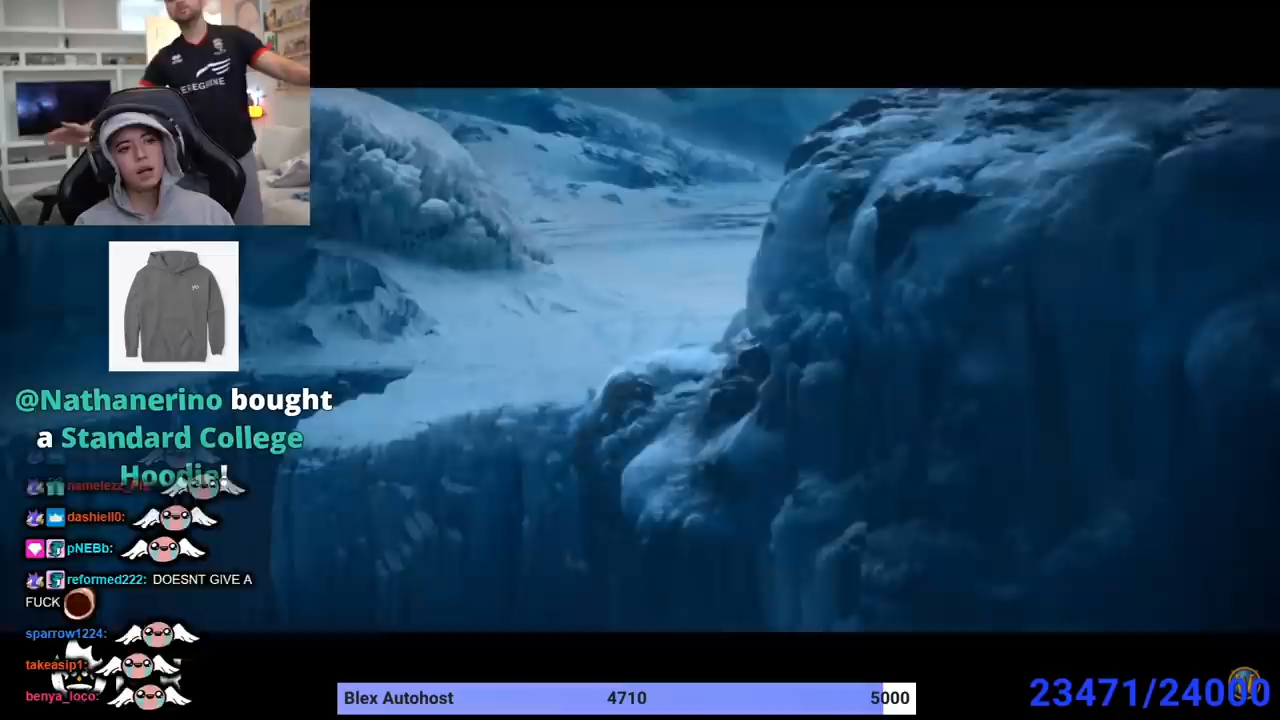 EREGRINE
@Nathanerino bought
a Standard College
Hoodie!
dashiell0:
pNEBb:
reformed222: DOESNT GIVE A
FUCK
sparrow1224:
takeasip1:
benya_loco:
Blex Autohost 4710 5000
23471/24000